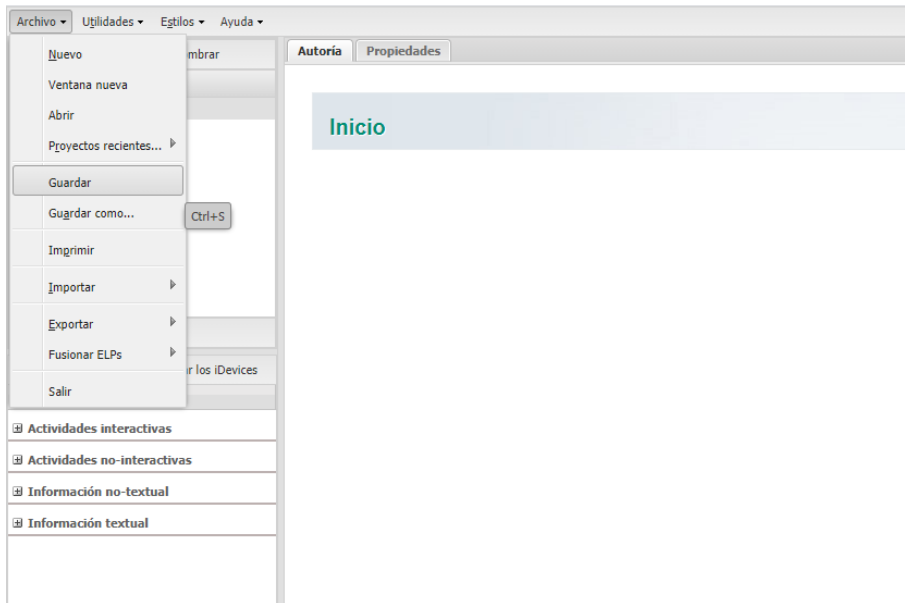 Archivo Utilidades Estilos Ayuda
Nuevo
mbrar
Autoría Propiedades
Ventana nueva
Abrir
Inicio
Proyectos recientes...
Guardar
Guardar como...
Ctrl+S
Imprimir
Importar
Exportar
Fusionar ELPs
r los iDevices
Salir
Actividades interactivas
Actividades no-interactivas
Información no-textual
Información textual